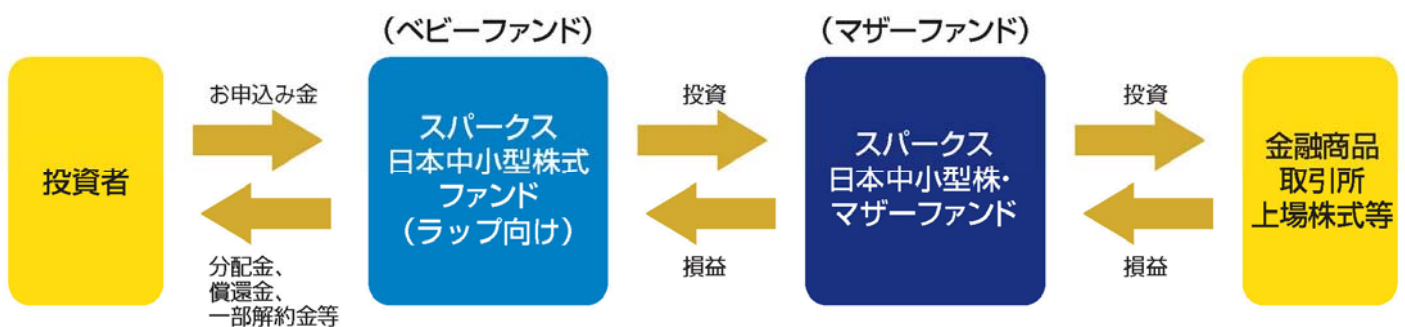 （ベビーファンド）
（マザーファンド）
投資者
お申込み金
分配金、
償還金、
一部解約金等
スパークス
日本中小型株式
ファンド
（ラップ向け）
投資
損益
スパークス
日本中小型株・
マザーファンド
投資
損益
金融商品
取引所
上場株式等